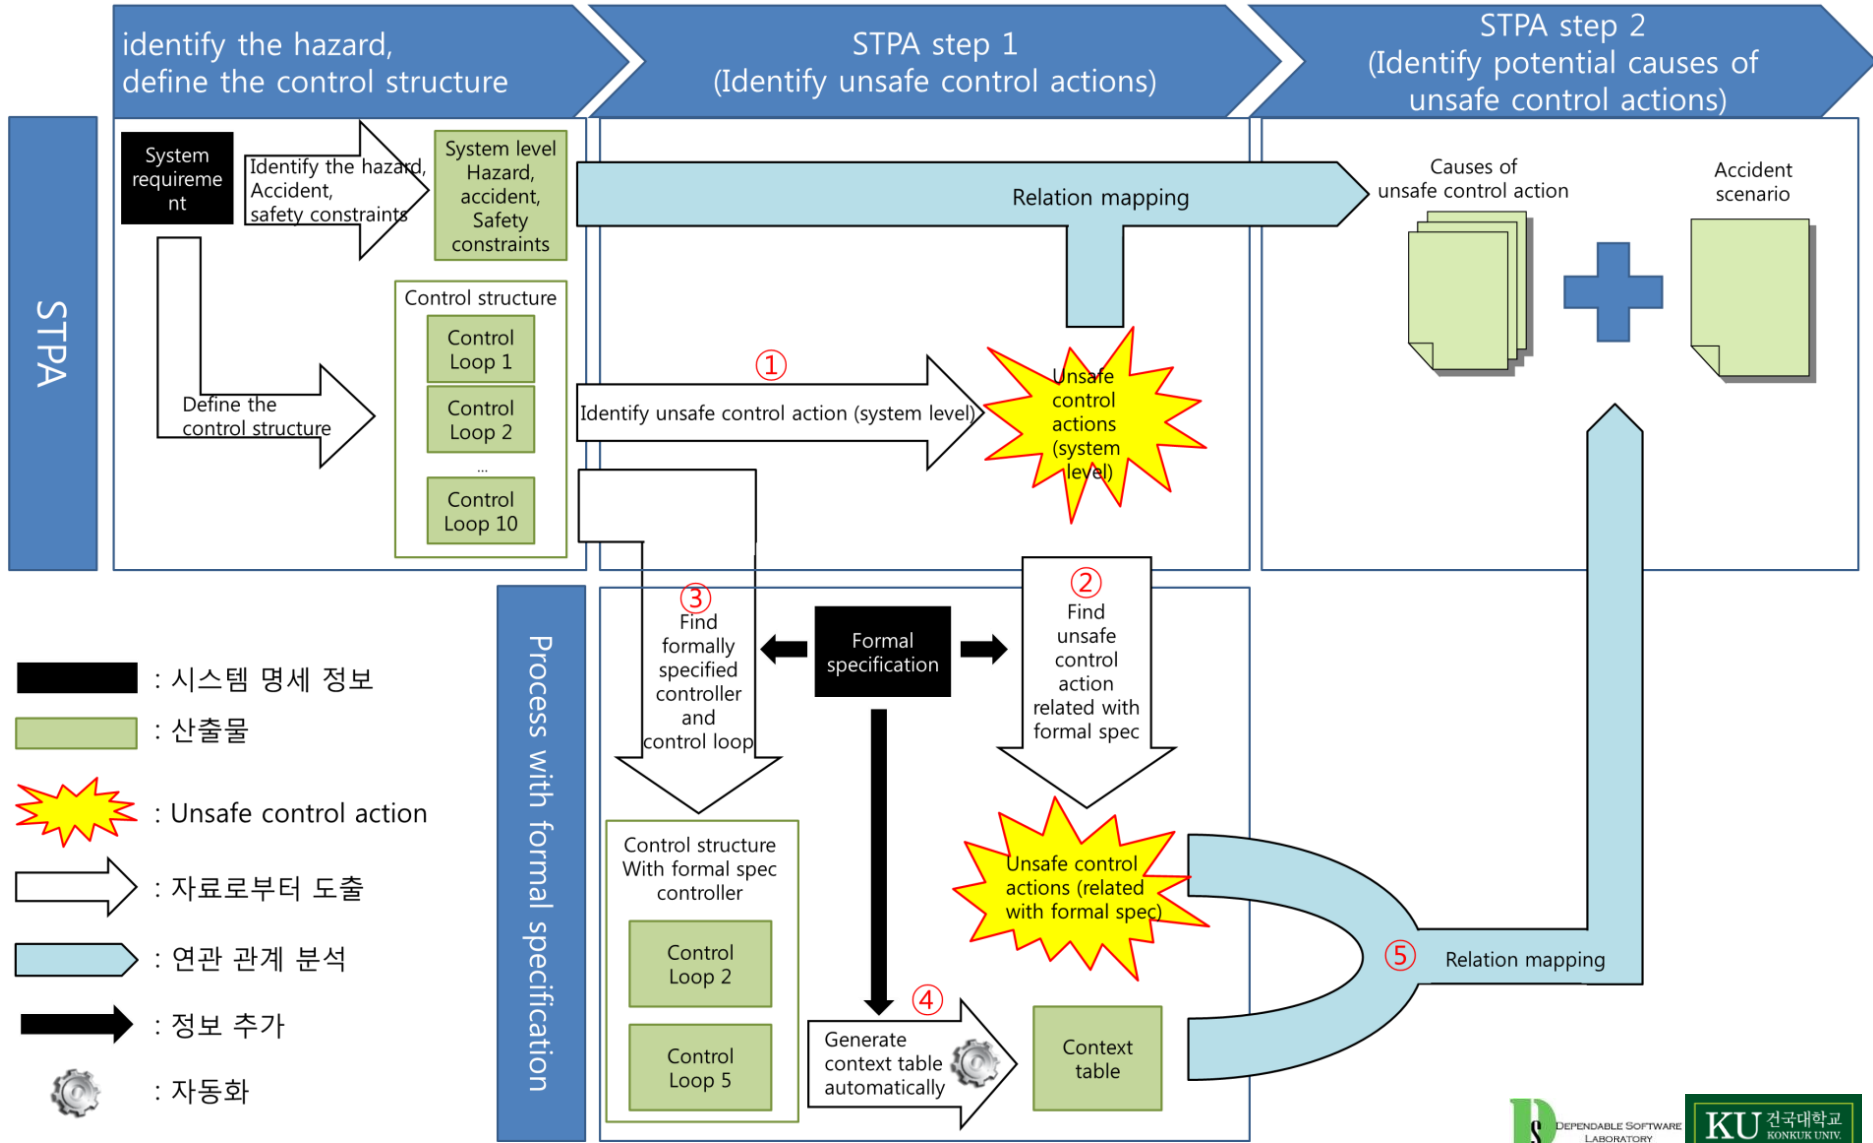 identify the hazard,
define the control structure
STPA step 1
(Identify unsafe control actions)
STPA step 2
(Identify potential causes of
unsafe control actions)
STPA
System
requireme
nt
Identify the hazard,
Accident,
safety constraints
System level
Hazard,
accident,
Safety
constraints
Relation mapping
Causes of
unsafe control action
Accident
scenario
Control structure
Control
Loop 1
Control
Loop 2
...
Control
Loop 10
Define the
control structure
①
Identify unsafe control action (system level)
Unsafe
control
actions
(system
level)
Process with formal specification
③
Find
formally
specified
controller
and
control loop
Formal
specification
②
Find
unsafe
control
action
related with
formal spec
Control structure
With formal spec
controller
Control
Loop 2
Control
Loop 5
Unsafe control
actions (related
with formal spec)
④
Generate
context table
automatically
Context
table
⑤
Relation mapping
: 시스템 명세 정보
: 산출물
: Unsafe control action
: 자료로부터 도출
: 연관 관계 분석
: 정보 추가
: 자동화
DEPENDABLE SOFTWARE
LABORATORY
KU 건국대학교
KONKUK UNIV.